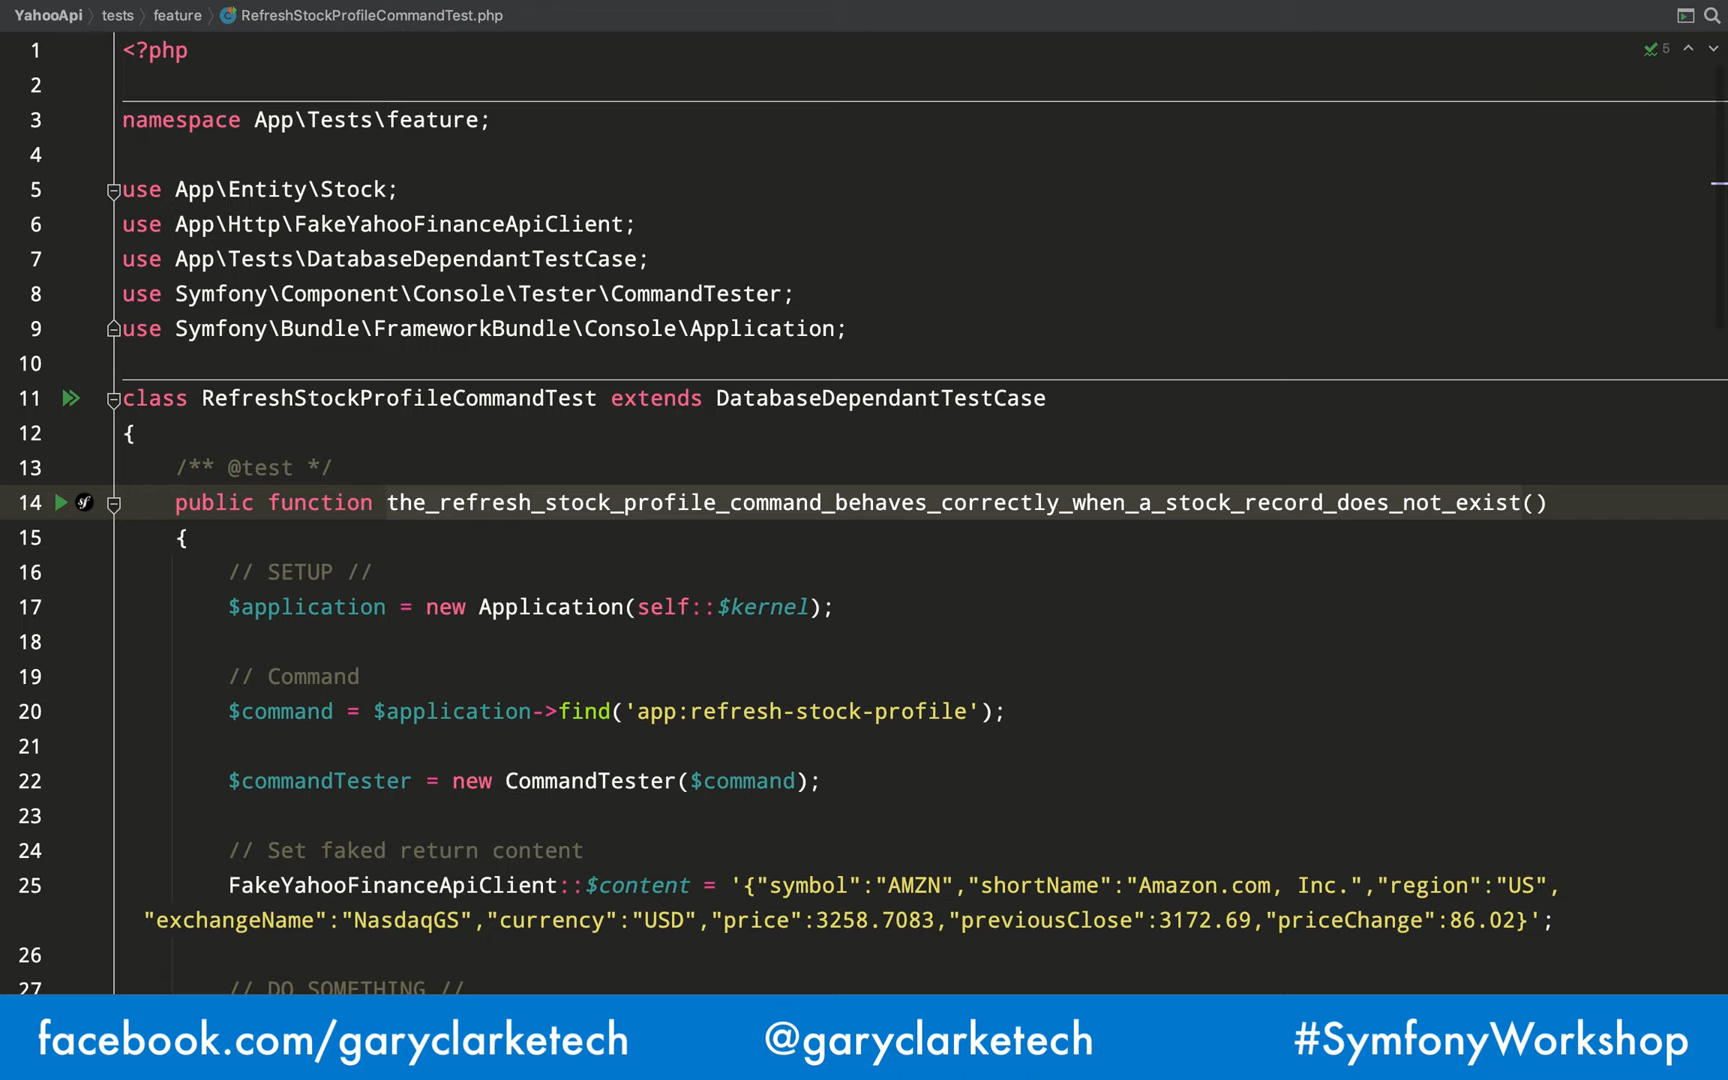 YahooApi tests feature RefreshStockProfileCommandTest.php
1 <?php
5
2
3 namespace App\Tests\feature;
4
5 use App\Entity\Stock;
6 use App\Http\FakeYahooFinanceApiClient;
7 use App\Tests\DatabaseDependantTestCase;
8 use Symfony\Component\Console\Tester\CommandTester;
9 use Symfony\Bundle\FrameworkBundle\Console\Application;
10
11 class RefreshStockProfileCommandTest extends DatabaseDependantTestCase
12 {
13 /** @test */
14 sf public function the_refresh_stock_profile_command_behaves_correctly_when_a_stock_record_does_not_exist()
15 {
16 // SETUP //
17 $application = new Application(self::$kernel);
18
19 // Command
20 $command = $application->find('app:refresh-stock-profile');
21
22 $commandTester = new CommandTester($command);
23
24 // Set faked return content
25 FakeYahooFinanceApiClient::$content = '{"symbol":"AMZN","shortName":"Amazon.com, Inc.","region":"US",
"exchangeName":"NasdaqGS","currency":"USD","price":3258.7083,"previousClose":3172.69,"priceChange":86.02}';
26
27 // DO SOMETHING //
facebook.com/garyclarketech @garyclarketech #SymfonyWorkshop